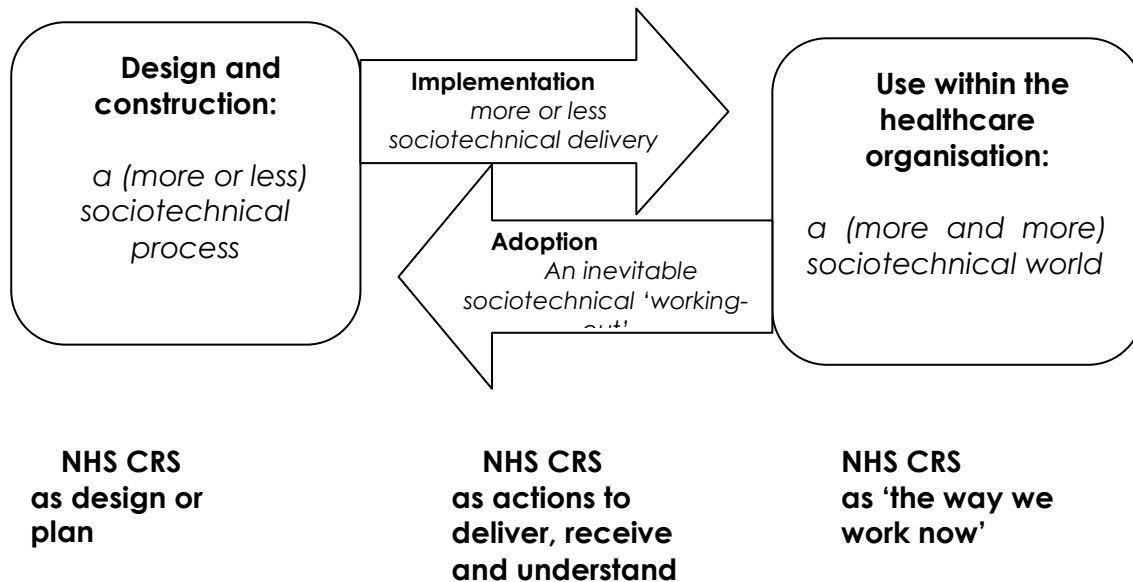 Design and
construction:
a (more or less)
sociotechnical
process
Implementation
more or less
sociotechnical delivery
Adoption
An inevitable
sociotechnical ‘working-
out’
Use within the
healthcare
organisation:
a (more and more)
sociotechnical world
NHS CRS
as design or
plan
NHS CRS
as actions to
deliver, receive
and understand
NHS CRS
as ‘the way we
work now’